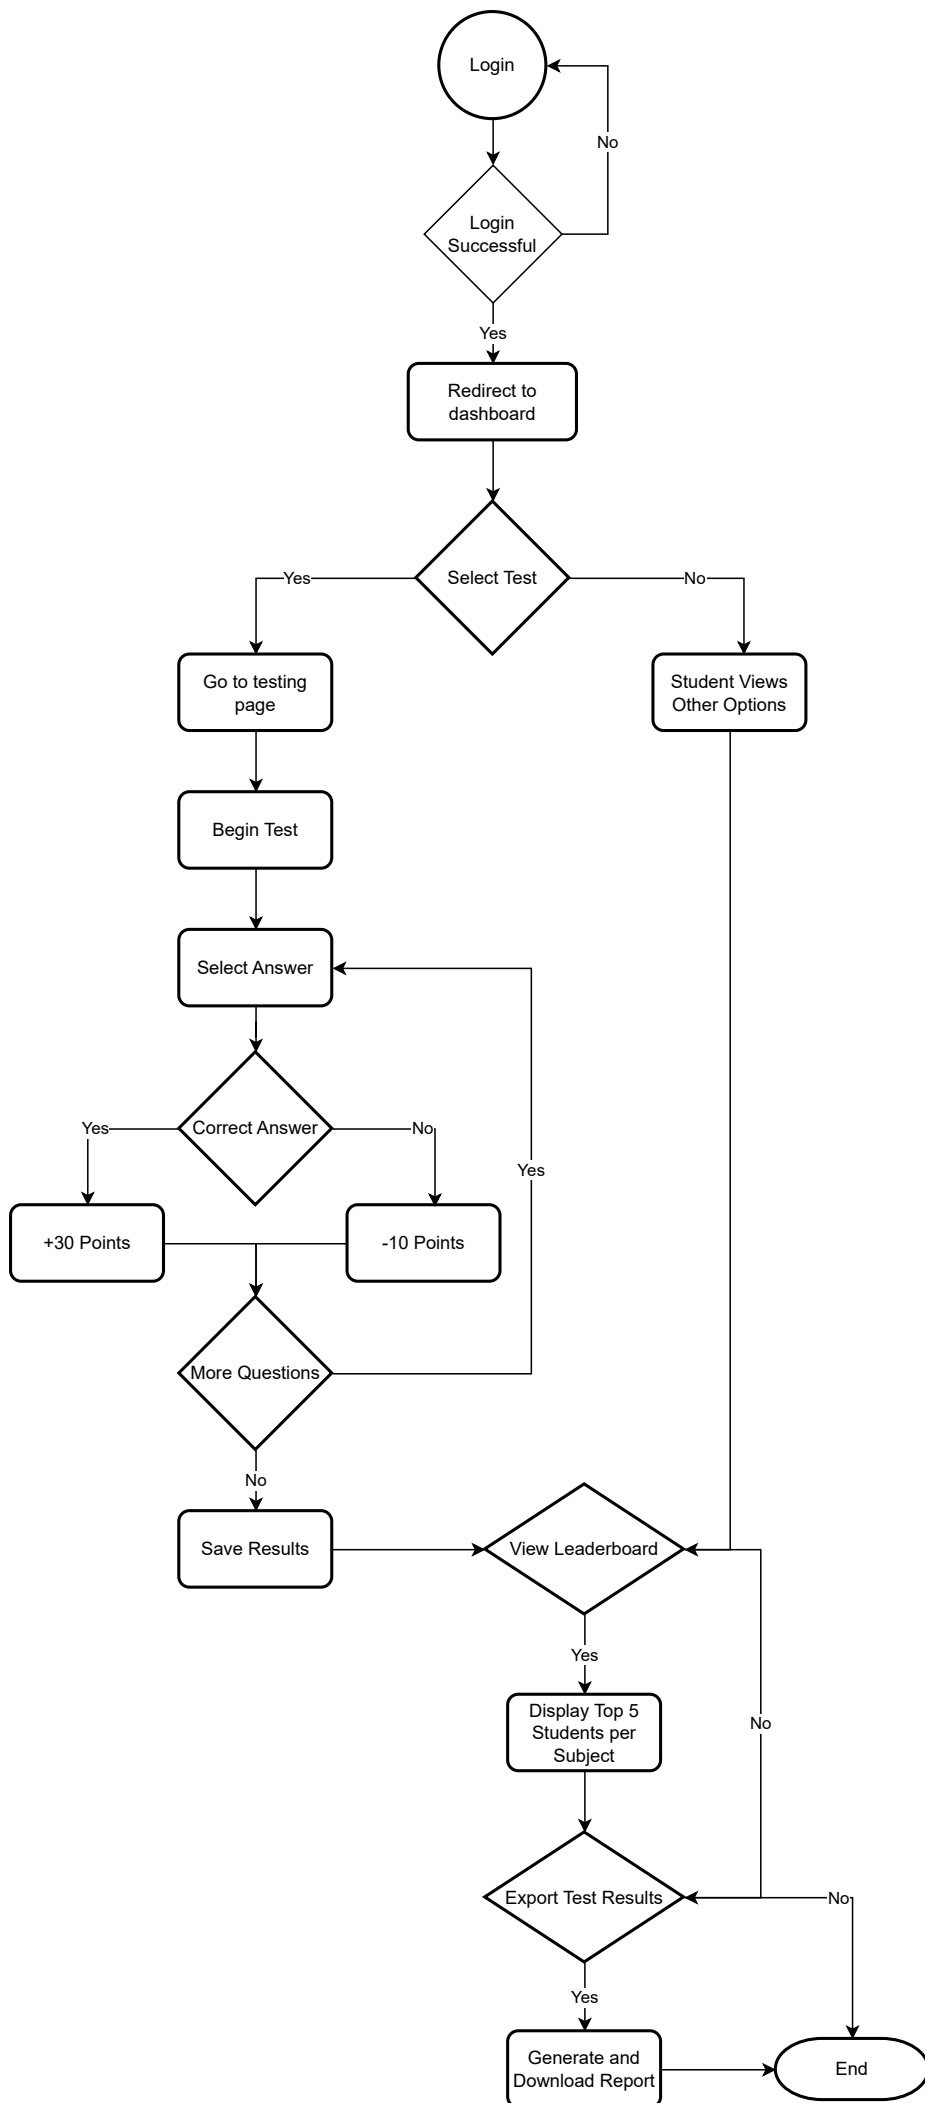 Login
No
Login
Successful
Yes
Redirect to
dashboard
Select Test
Yes
No
Go to testing
page
Student Views
Other Options
Begin Test
Select Answer
Correct Answer
Yes
No
Yes
+30 Points
-10 Points
More Questions
No
Save Results
View Leaderboard
Yes
Display Top 5
Students per
Subject
No
Export Test Results
No
Yes
Generate and
Download Report
End